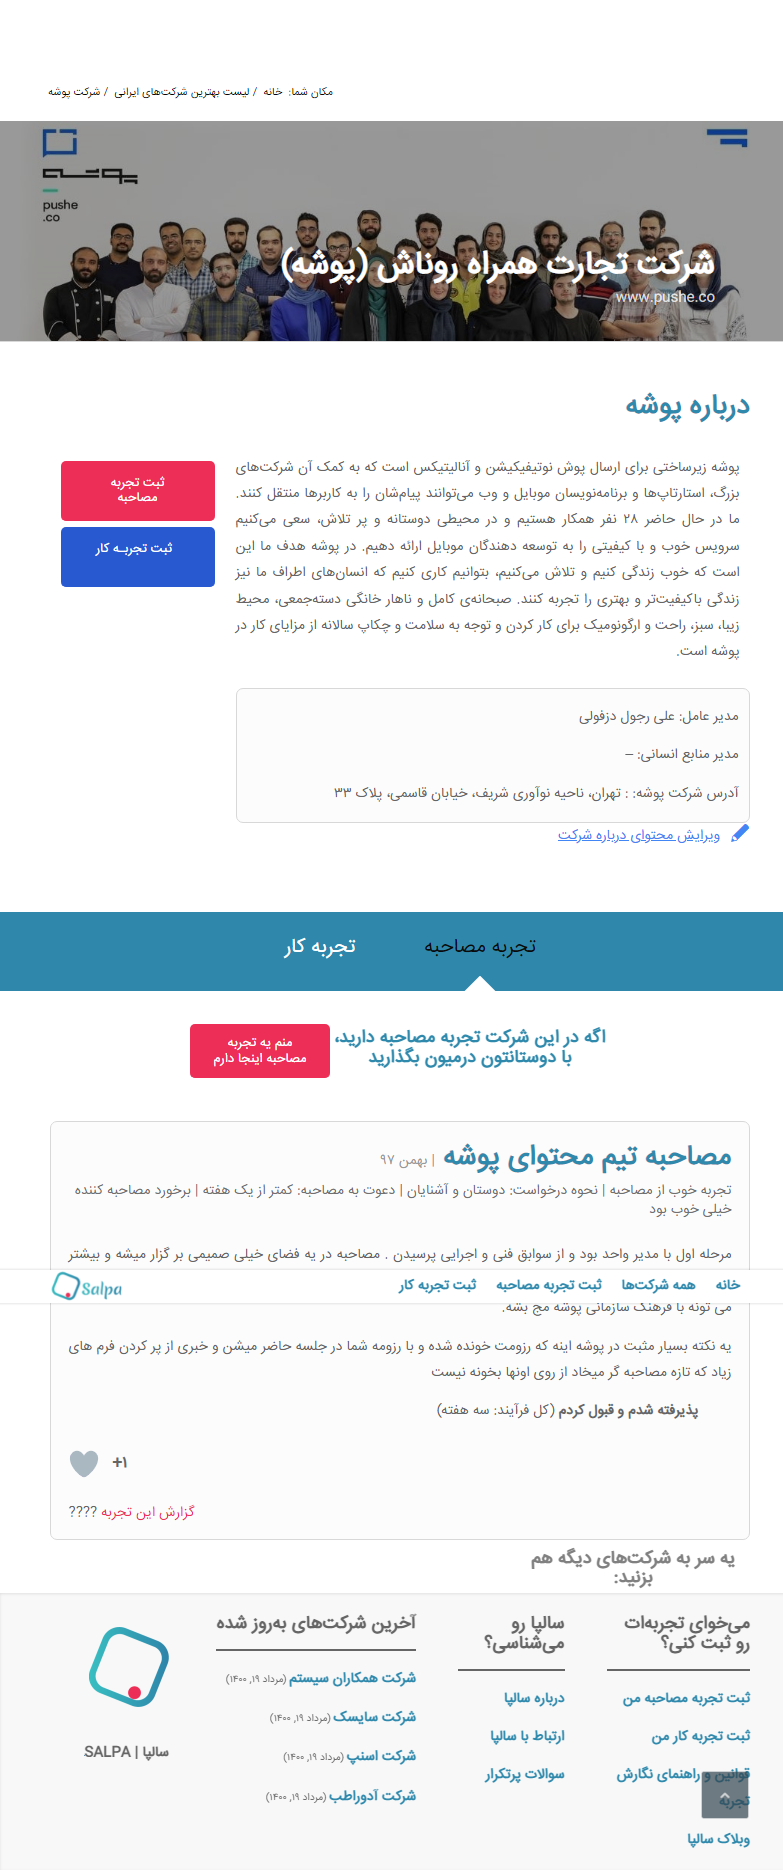 مکان شما: خانه / لیست بهترین شرکت‌های ایرانی / شرکت پوشه
پوشه
pushe
.co
شرکت تجارت همراه روناش (پوشه)
www.pushe.co
درباره پوشه
پوشه زیرساختی برای ارسال پوش نوتیفیکیشن و آنالیتیکس است که به کمک آن شرکت‌های
بزرگ، استارتاپ‌ها و برنامه‌نویسان موبایل و وب می‌توانند پیام‌شان را به کاربرها منتقل کنند.
ما در حال حاضر ۲۸ نفر همکار هستیم و در محیطی دوستانه و پر تلاش، سعی می‌کنیم
سرویس خوب و با کیفیتی را به توسعه دهندگان موبایل ارائه دهیم. در پوشه هدف ما این
است که خوب زندگی کنیم و تلاش می‌کنیم، بتوانیم کاری کنیم که انسان‌های اطراف ما نیز
زندگی باکیفیت‌تر و بهتری را تجربه کنند. صبحانه‌ی کامل و ناهار خانگی دسته‌جمعی، محیط
زیبا، سبز، راحت و ارگونومیک برای کار کردن و توجه به سلامت و چکاپ سالانه از مزایای کار در
پوشه است.
ثبت تجربه
مصاحبه
ثبت تجربـه کار
مدیر عامل: علی رجول دزفولی
مدیر منابع انسانی: –
آدرس شرکت پوشه: : تهران، ناحیه نوآوری شریف، خیابان قاسمی، پلاک ۳۳
ویرایش محتوای درباره شرکت
تجربه مصاحبه
تجربه کار
اگه در این شرکت تجربه مصاحبه دارید،
با دوستانتون درمیون بگذارید
منم یه تجربه
مصاحبه اینجا دارم
مصاحبه تیم محتوای پوشه | بهمن ۹۷
تجربه خوب از مصاحبه | نحوه درخواست: دوستان و آشنایان | دعوت به مصاحبه: کمتر از یک هفته | برخورد مصاحبه کننده
خیلی خوب بود
مرحله اول با مدیر واحد بود و از سوابق فنی و اجرایی پرسیدن . مصاحبه در یه فضای خیلی صمیمی بر گزار میشه و بیشتر
خانه
همه شرکت‌ها
ثبت تجربه مصاحبه
ثبت تجربه کار
Salpa
می تونه با فرهنگ سازمانی پوشه مچ بشه.
یه نکته بسیار مثبت در پوشه اینه که رزومت خونده شده و با رزومه شما در جلسه حاضر میشن و خبری از پر کردن فرم های
زیاد که تازه مصاحبه گر میخاد از روی اونها بخونه نیست
پذیرفته شدم و قبول کردم (کل فرآیند: سه هفته)
+۱
گزارش این تجربه ????
یه سر به شرکت‌های دیگه هم
بزنید:
می‌خوای تجربه‌ات
رو ثبت کنی؟
ثبت تجربه مصاحبه من
ثبت تجربه کار من
قوانین و راهنمای نگارش
تجربه
وبلاگ سالپا
سالپا رو
می‌شناسی؟
درباره سالپا
ارتباط با سالپا
سوالات پرتکرار
آخرین شرکت‌های به‌روز شده
شرکت همکاران سیستم (مرداد ۱۹, ۱۴۰۰)
شرکت سایسک (مرداد ۱۹, ۱۴۰۰)
شرکت اسنپ (مرداد ۱۹, ۱۴۰۰)
شرکت آدوراطب (مرداد ۱۹, ۱۴۰۰)
سالپا | SALPA